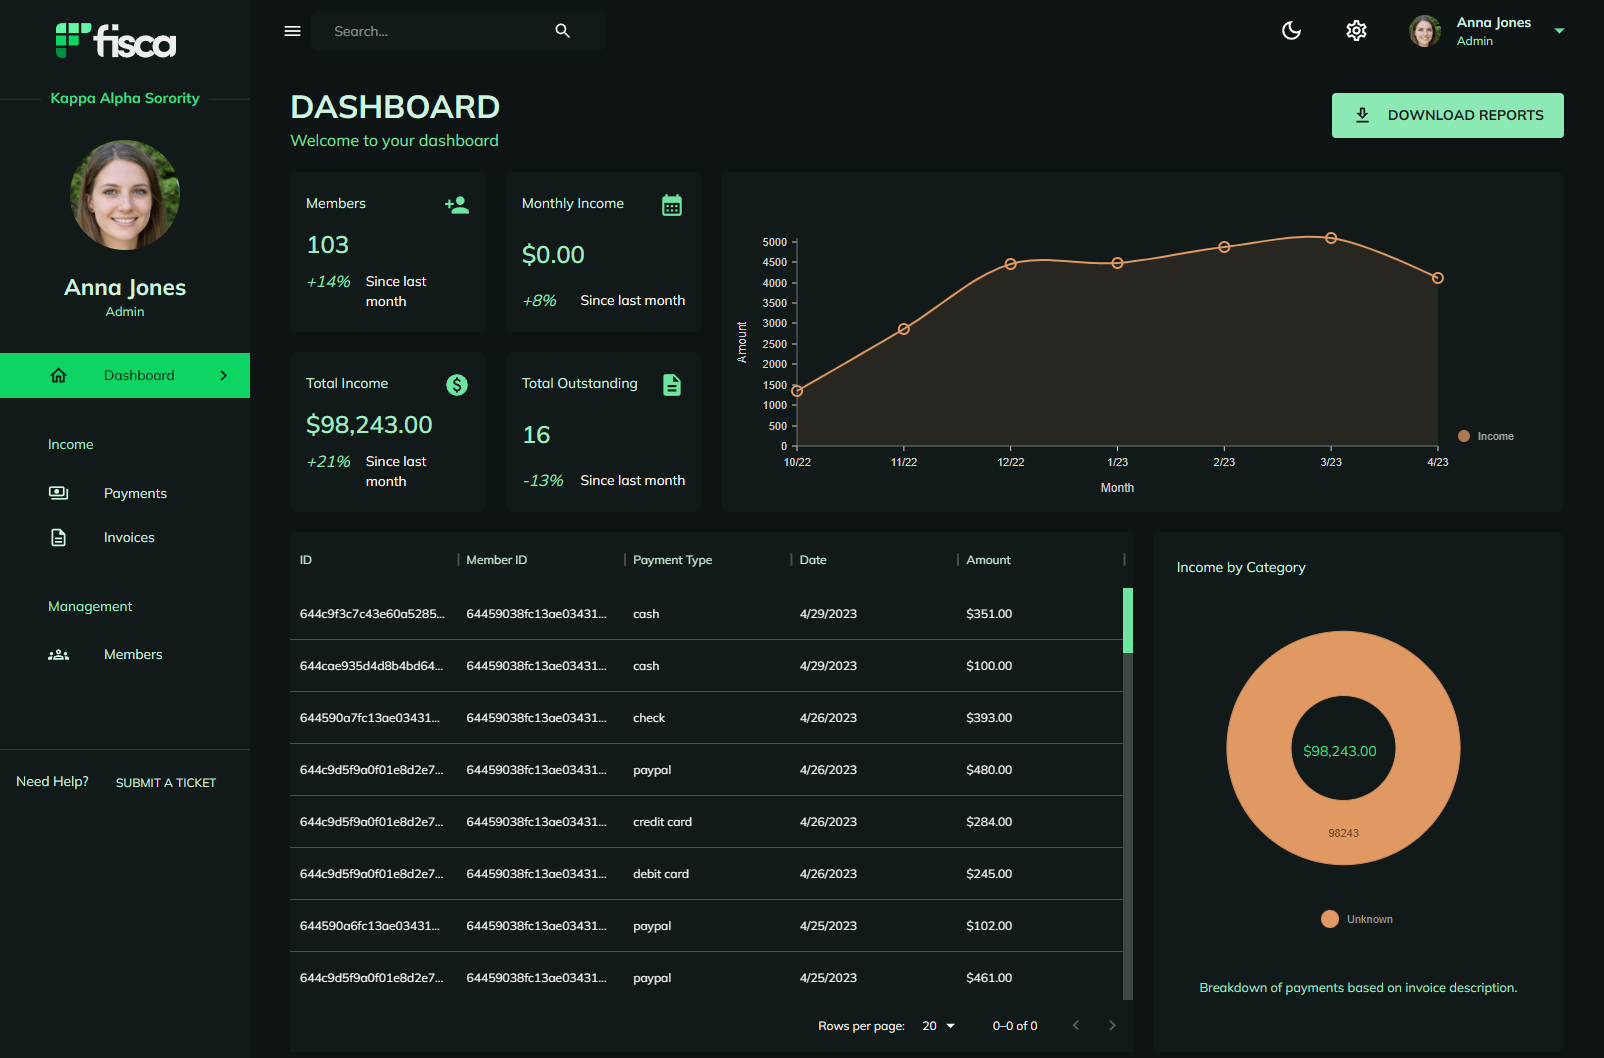 fisca
Kappa Alpha Sorority
Anna Jones
Admin
Dashboard
Income
Payments
Invoices
Management
Members
Need Help? SUBMIT A TICKET
Search...
Anna Jones
Admin
DASHBOARD
Welcome to your dashboard
DOWNLOAD REPORTS
Members
103
+14% Since last
month
Monthly Income
$0.00
+8% Since last month
Total Income
$98,243.00
+21% Since last
month
Total Outstanding
16
-13% Since last month
Amount
5000
4500
4000
3500
3000
2500
2000
1500
1000
500
0
10/22 11/22 12/22 1/23 2/23 3/23 4/23
Month
Income
ID Member ID Payment Type Date Amount
644c9f3c7c43e60a5285... 64459038fc13ae03431... cash 4/29/2023 $351.00
644cae935d4d8b4bd64... 64459038fc13ae03431... cash 4/29/2023 $100.00
644590a7fc13ae03431... 64459038fc13ae03431... check 4/26/2023 $393.00
644c9d5f9a0f01e8d2e7... 64459038fc13ae03431... paypal 4/26/2023 $480.00
644c9d5f9a0f01e8d2e7... 64459038fc13ae03431... credit card 4/26/2023 $284.00
644c9d5f9a0f01e8d2e7... 64459038fc13ae03431... debit card 4/26/2023 $245.00
644590a6fc13ae03431... 64459038fc13ae03431... paypal 4/25/2023 $102.00
644c9d5f9a0f01e8d2e7... 64459038fc13ae03431... paypal 4/25/2023 $461.00
Rows per page: 20 0–0 of 0
Income by Category
$98,243.00
98243
Unknown
Breakdown of payments based on invoice description.